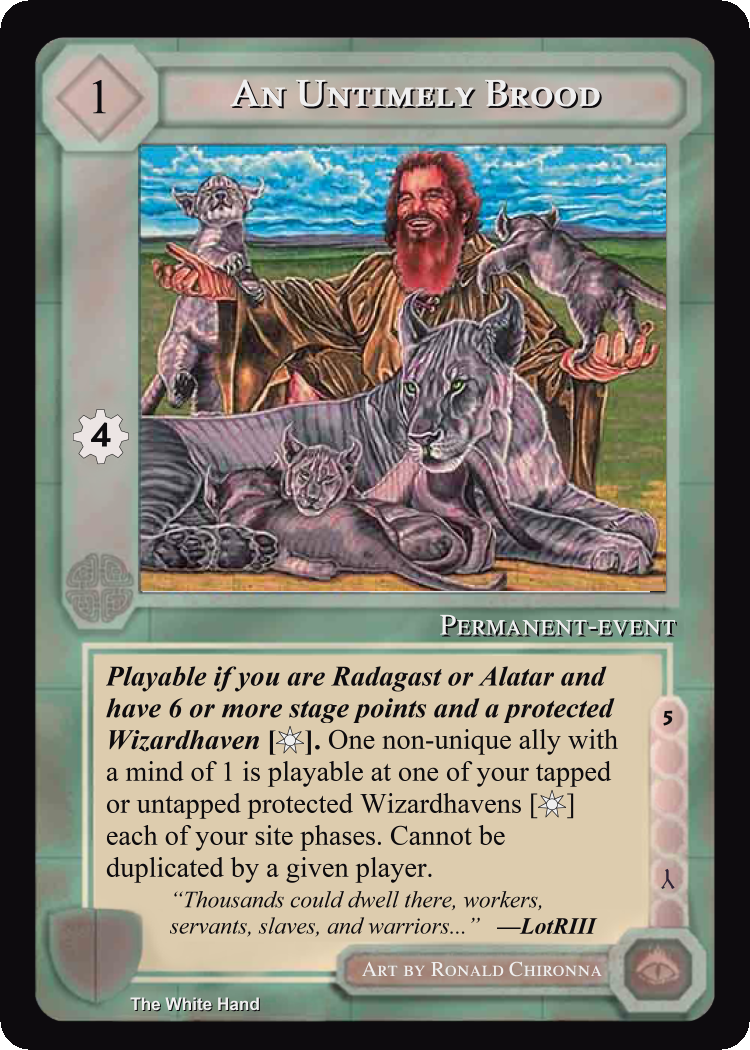 1
An Untimely Brood
4
Permanent-event
Playable if you are Radagast or Alatar and
have 6 or more stage points and a protected
Wizardhaven [ ]. One non-unique ally with
a mind of 1 is playable at one of your tapped
or untapped protected Wizardhavens [ ]
each of your site phases. Cannot be
duplicated by a given player.
5
“Thousands could dwell there, workers,
servants, slaves, and warriors...” —LotRIII
Art by Ronald Chironna
The White Hand